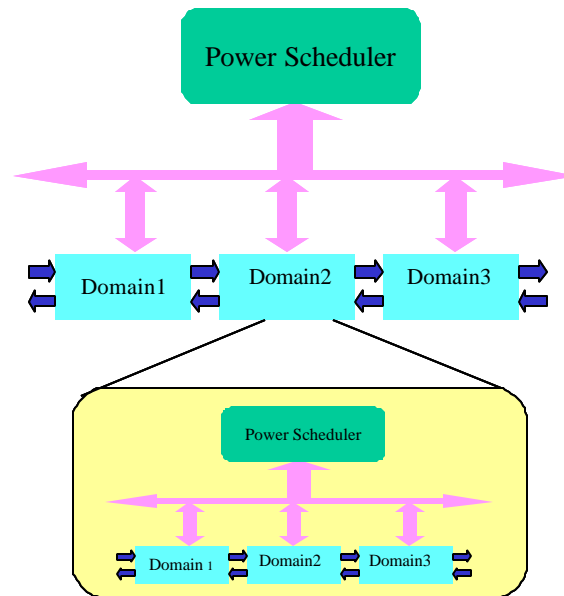 Power Scheduler
Domain1
Domain2
Domain3
Power Scheduler
Domain 1
Domain2
Domain3